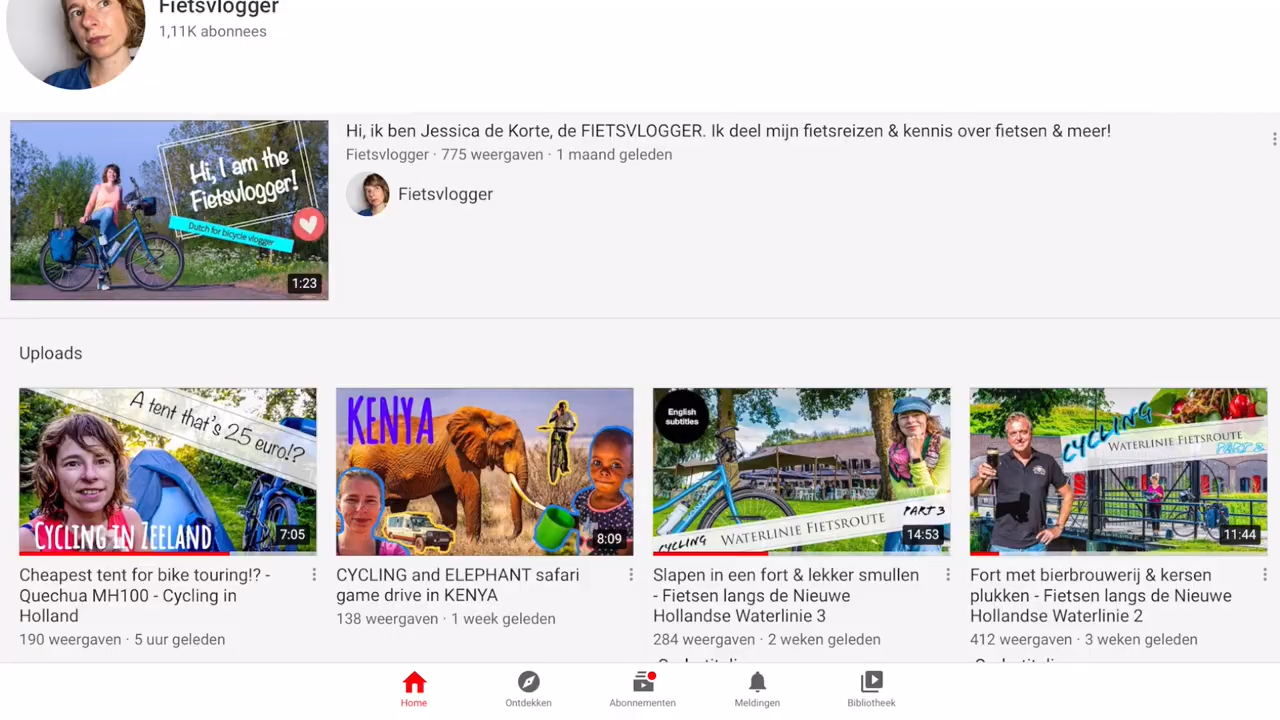 Fietsvlogger
1,11K abonnees
Hi, I am the
Fietsvlogger!
Dutch for bicycle vlogger
1:23
Hi, ik ben Jessica de Korte, de FIETSVLOGGER. Ik deel mijn fietsreizen & kennis over fietsen & meer!
Fietsvlogger · 775 weergaven · 1 maand geleden
Fietsvlogger
Uploads
A tent that's 25 euro!?
CYCLING IN ZEELAND
7:05
Cheapest tent for bike touring!? -
Quechua MH100 - Cycling in
Holland
190 weergaven · 5 uur geleden
KENYA
8:09
CYCLING and ELEPHANT safari
game drive in KENYA
138 weergaven · 1 week geleden
English
subtitles
PART 3
CYCLING WATERLINIE FIETSROUTE
14:53
Slapen in een fort & lekker smullen
- Fietsen langs de Nieuwe
Hollandse Waterlinie 3
284 weergaven · 2 weken geleden
CYCLING
WATERLINIE FIETSROUTE
PART 2
11:44
Fort met bierbrouwerij & kersen
plukken - Fietsen langs de Nieuwe
Hollandse Waterlinie 2
412 weergaven · 3 weken geleden
Home
Ontdekken
Abonnementen
Meldingen
Bibliotheek